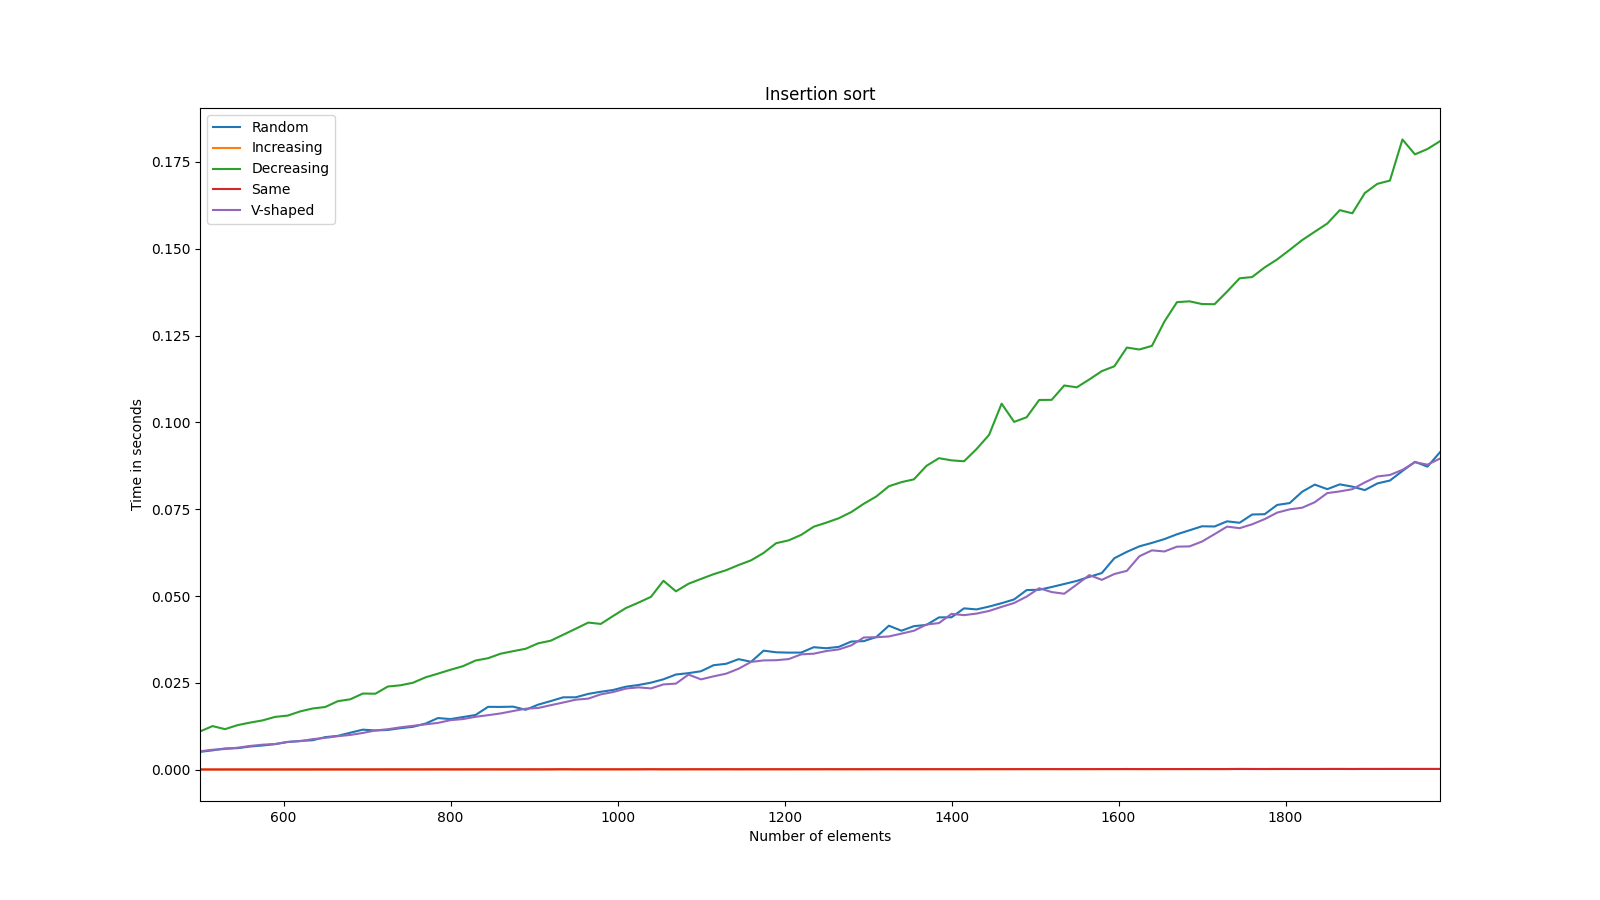 Insertion sort
Random
Increasing
Decreasing
Same
V-shaped
0.175
0.150
0.125
0.100
0.075
0.050
0.025
0.000
Time in seconds
600 800 1000 1200 1400 1600 1800
Number of elements